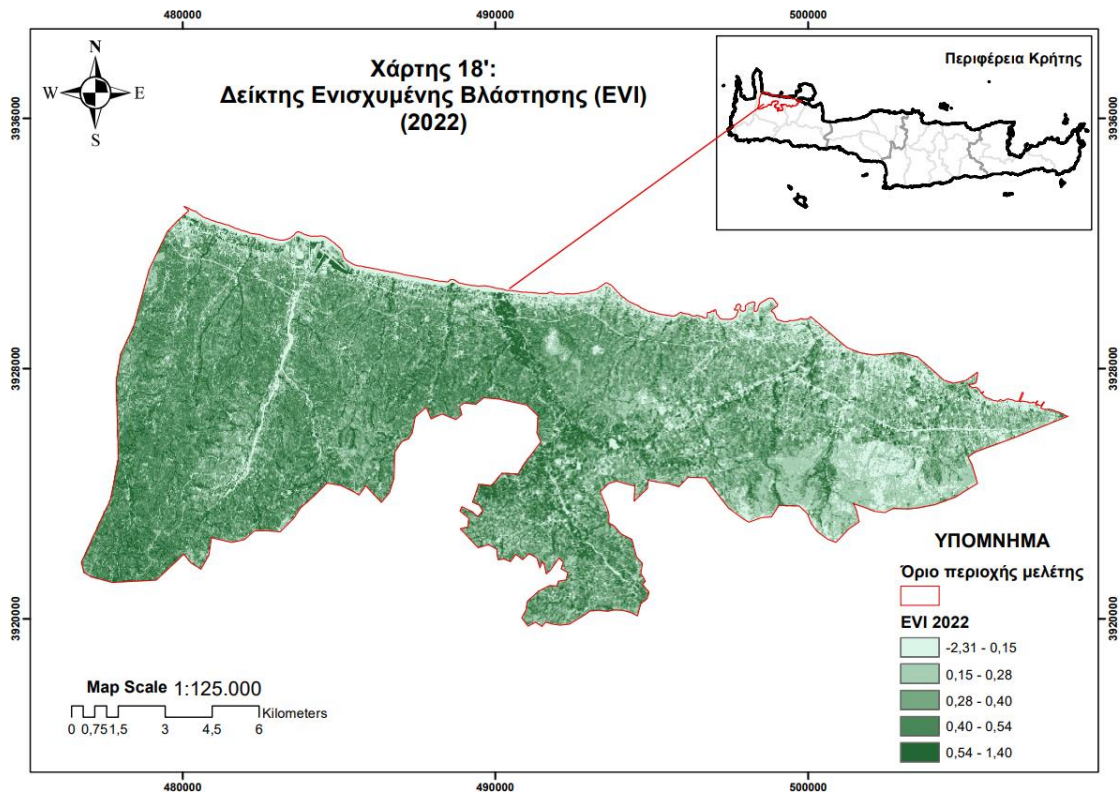 480000
490000
500000
N
W
E
S
Χάρτης 18':
Δείκτης Ενισχυμένης Βλάστησης (EVI)
(2022)
Περιφέρεια Κρήτης
3936000
3936000
3928000
3928000
3920000
3920000
ΥΠΟΜΝΗΜΑ
Όριο περιοχής μελέτης
EVI 2022
-2,31 - 0,15
0,15 - 0,28
0,28 - 0,40
0,40 - 0,54
0,54 - 1,40
Map Scale 1:125.000
Kilometers
0 0,75 1,5 3 4,5 6
480000
490000
500000